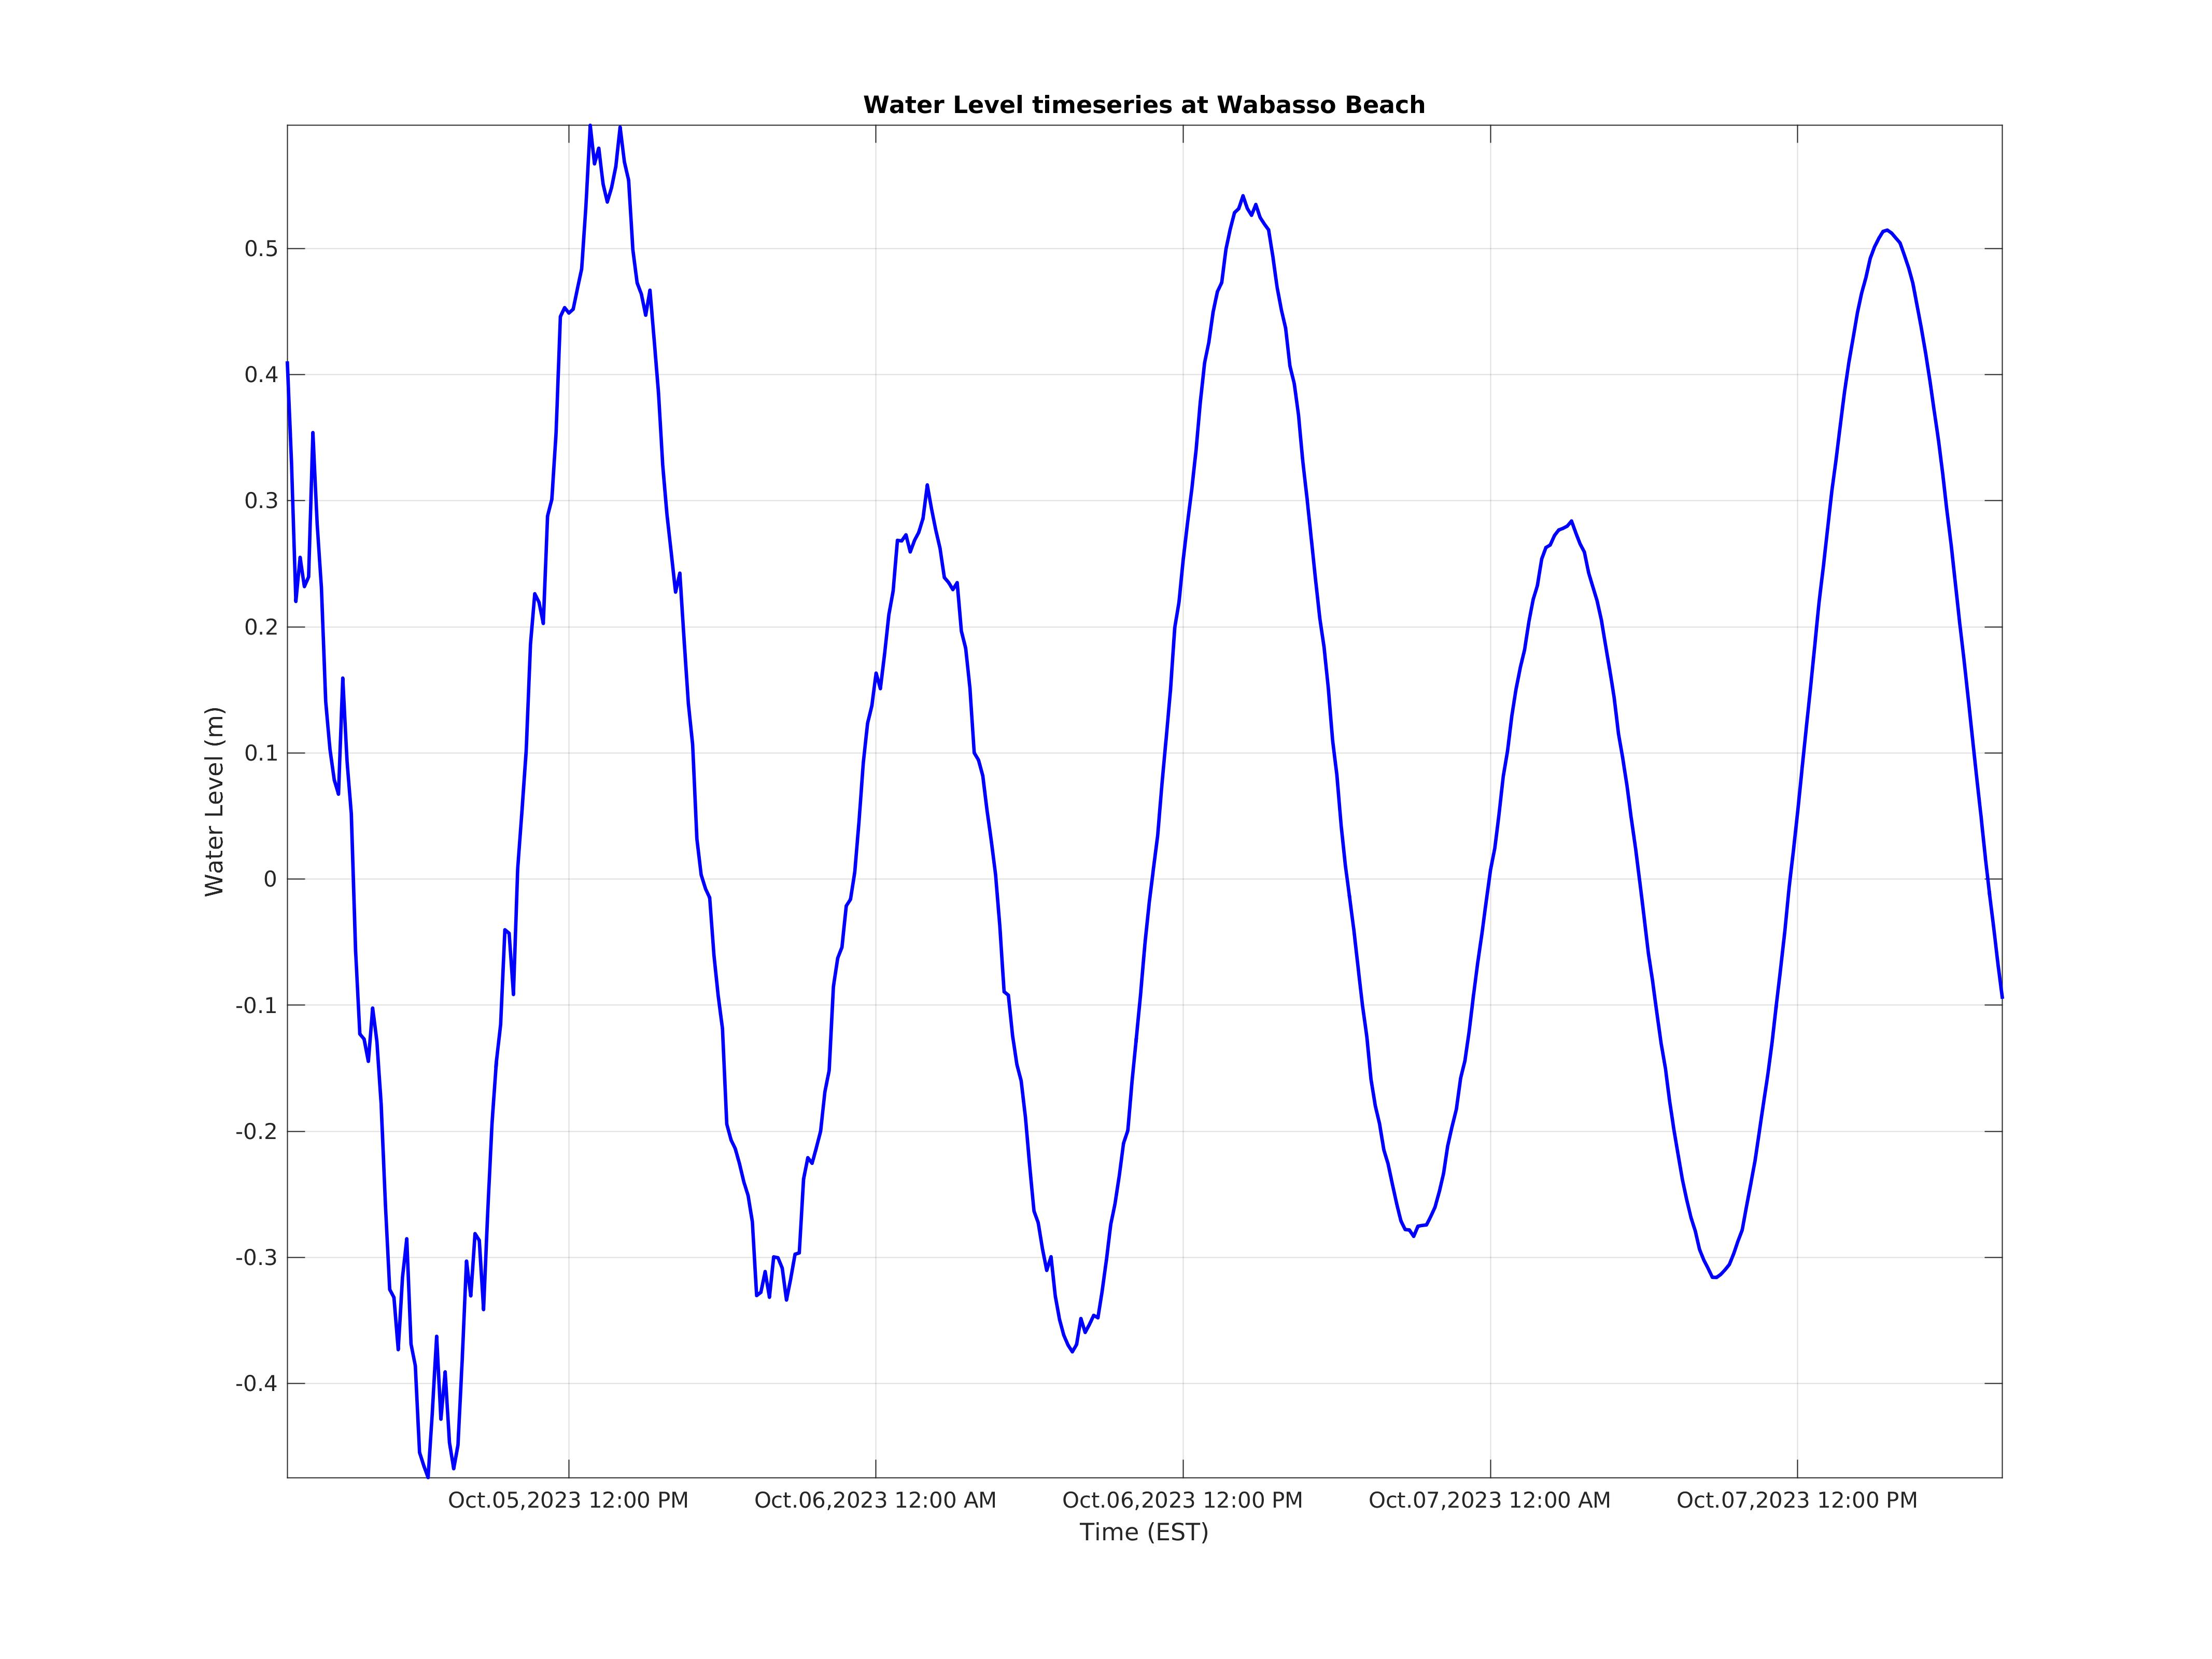 Water Level timeseries at Wabasso Beach
0.5
0.4
0.3
0.2
0.1
0
-0.1
-0.2
-0.3
-0.4
Water Level (m)
Oct.05,2023 12:00 PM
Oct.06,2023 12:00 AM
Oct.06,2023 12:00 PM
Oct.07,2023 12:00 AM
Oct.07,2023 12:00 PM
Time (EST)